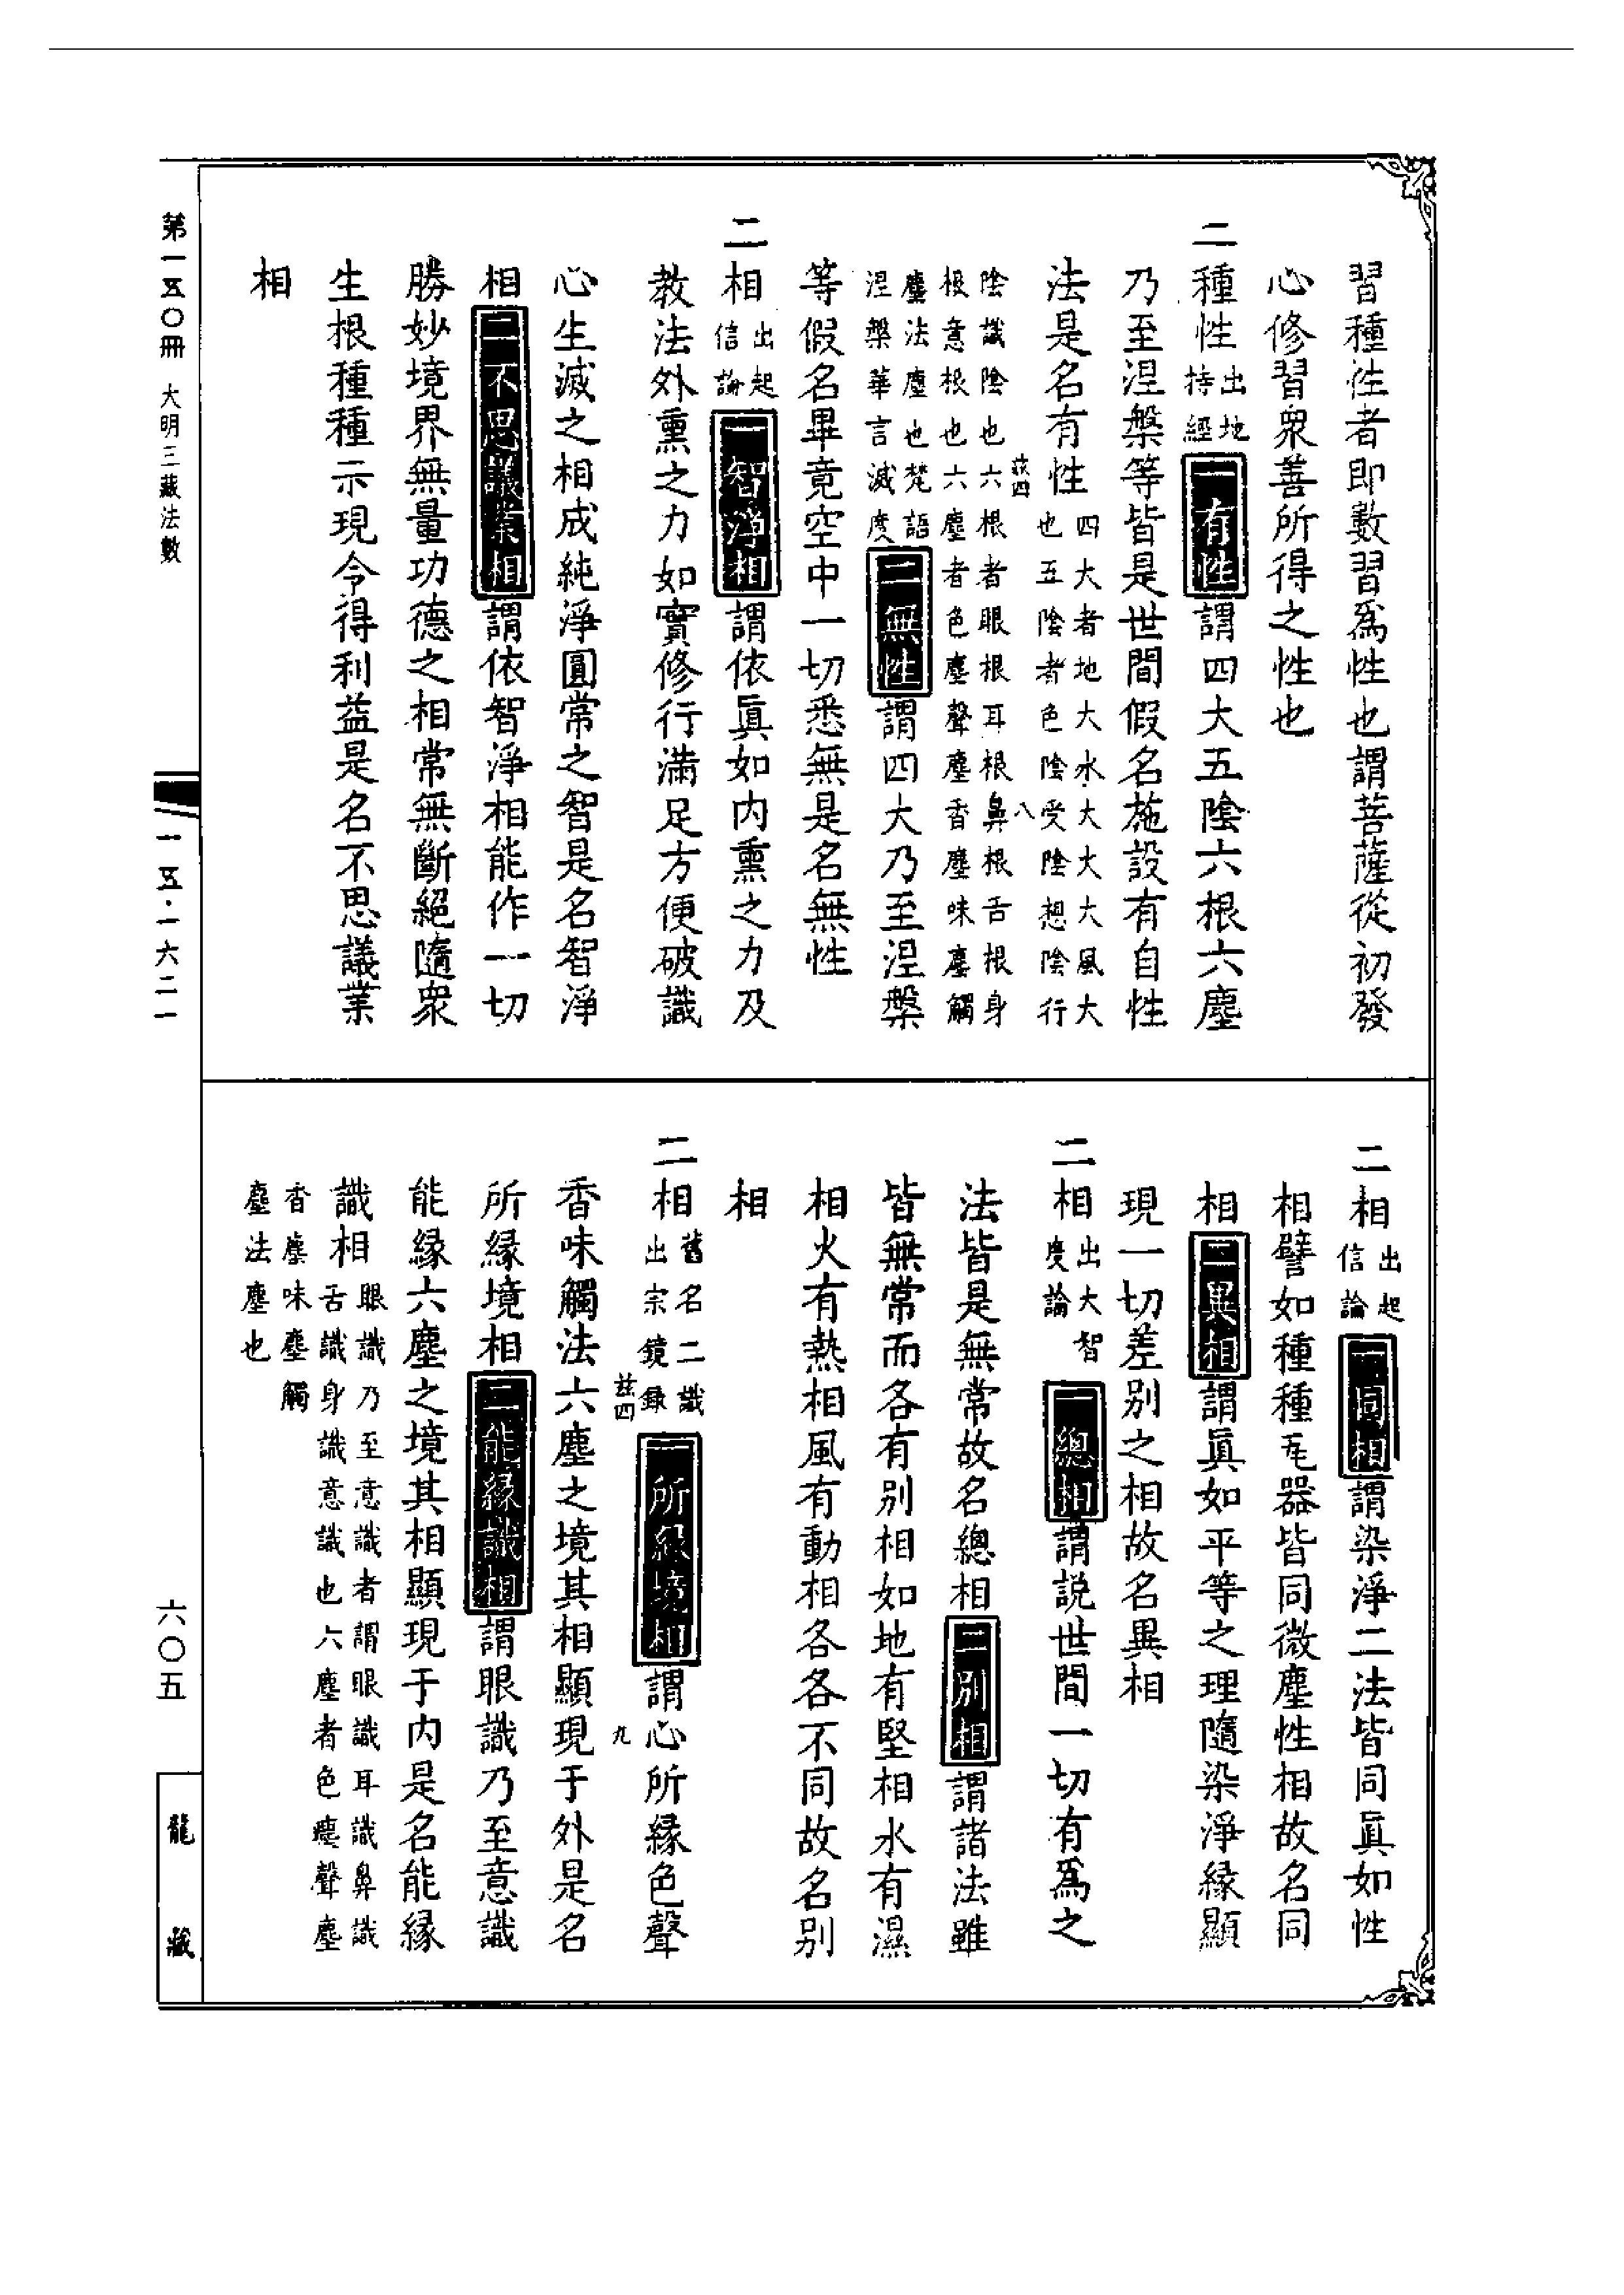 習種性者即數習爲性也謂菩薩從初發
心修習衆善所得之性也
二種性出地持經一有性謂四大五陰六根六塵
乃至涅槃等皆是世間假名施設有自性
法是名有性四大者地大水大火大風大也五陰者色陰受陰想陰行
茲四
八
陰識陰也六根者眼根耳根鼻根舌根身根意根也六塵者色塵聲塵香塵味塵觸
塵法塵也梵語涅槃華言滅度二無性謂四大乃至涅槃
等假名畢竟空中一切悉無是名無性
二相出起信論一智淨相謂依眞如内熏之力及
教法外熏之力如實修行滿足方便破識
心生滅之相成純淨圓常之智是名智淨
相二不思議業相謂依智淨相能作一切
勝妙境界無量功德之相常無斷絕隨衆
生根種種示現令得利益是名不思議業
相
二相出起信論一同相謂染淨二法皆同眞如性
相譬如種種瓦器皆同微塵性相故名同
相二異相謂眞如平等之理隨染淨緣顯
現一切差別之相故名異相
二相出大智度論一總相謂説世間一切有爲之
法皆是無常故名總相二別相謂諸法雖
皆無常而各有別相如地有堅相水有濕
相火有熱相風有動相各各不同故名別
相
二相舊名二識出宗鏡錄一所緣境相謂心所緣色聲
茲四
九
香味觸法六塵之境其相顯現于外是名
所緣境相二能緣識相謂眼識乃至意識
能緣六塵之境其相顯現于内是名能緣
識相眼識乃至意識者謂眼識耳識鼻識舌識身識意識也六塵者色塵聲塵
香塵味塵觸塵法塵也
第一五〇冊 大明三藏法數
一五·一六二一
六〇五
龍藏